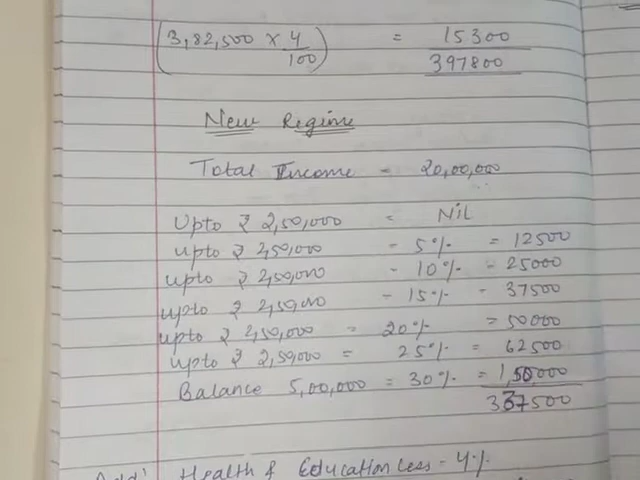 (3,82,500 × 4/100) = 15300
397800
New Regime
Total Income = 20,00,000
Upto ₹ 2,50,000 = Nil
upto ₹ 2,50,000 - 5% = 12500
upto ₹ 2,50,000 - 10% - 25000
upto ₹ 2,50,000 - 15% - 37500
upto ₹ 2,50,000 = 20% = 50000
upto ₹ 2,50,000 = 25% = 62500
Balance 5,00,000 = 30% = 1,50,000
337500
Add: Health & Education Cess - 4%